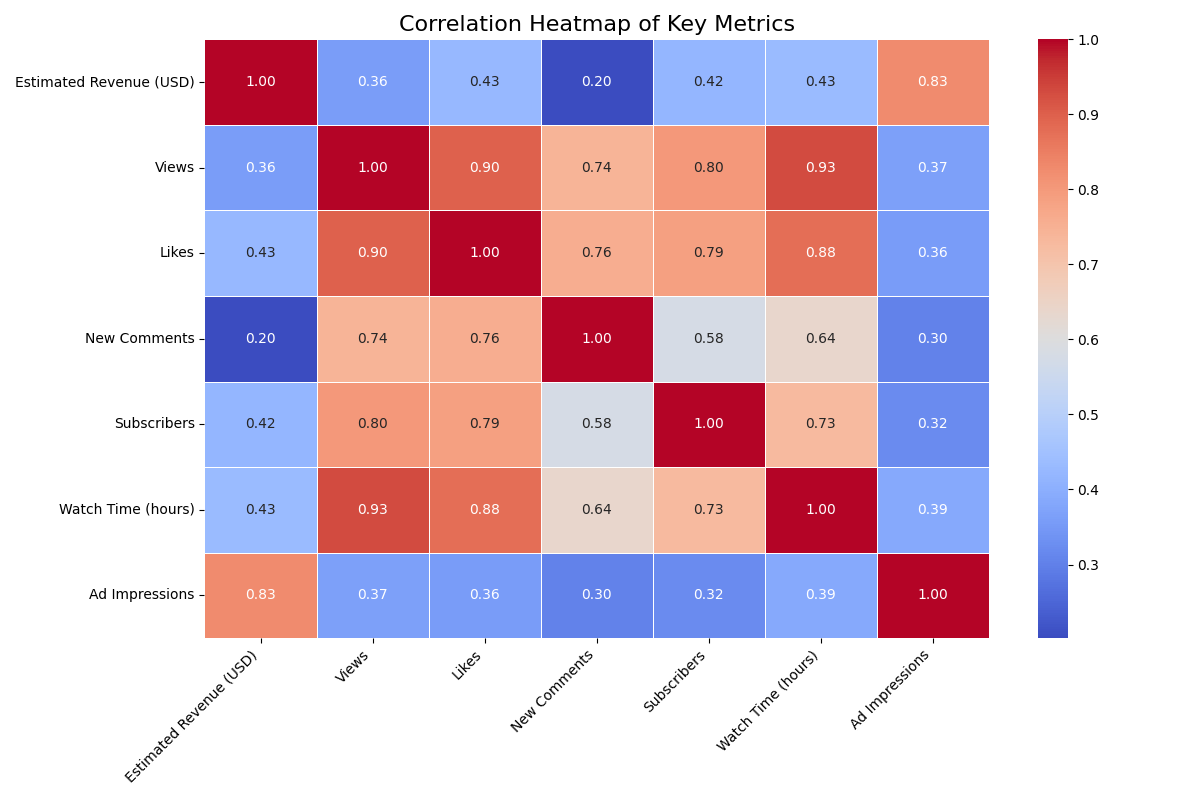 Correlation Heatmap of Key Metrics
Estimated Revenue (USD) 1.00 0.36 0.43 0.20 0.42 0.43 0.83
Views 0.36 1.00 0.90 0.74 0.80 0.93 0.37
Likes 0.43 0.90 1.00 0.76 0.79 0.88 0.36
New Comments 0.20 0.74 0.76 1.00 0.58 0.64 0.30
Subscribers 0.42 0.80 0.79 0.58 1.00 0.73 0.32
Watch Time (hours) 0.43 0.93 0.88 0.64 0.73 1.00 0.39
Ad Impressions 0.83 0.37 0.36 0.30 0.32 0.39 1.00
Estimated Revenue (USD)
Views
Likes
New Comments
Subscribers
Watch Time (hours)
Ad Impressions
1.0
0.9
0.8
0.7
0.6
0.5
0.4
0.3